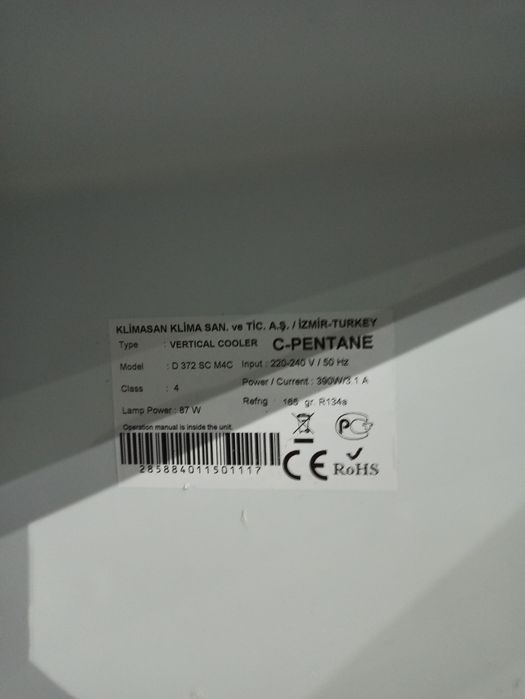 KLİMASAN KLİMA SAN. ve TİC. A.Ş. / İZMİR-TURKEY
Type : VERTICAL COOLER C-PENTANE
Model : D 372 SC M4C Input : 220-240 V / 50 Hz
Class : 4 Power / Current : 390W/3.1 A
Lamp Power : 87 W Refrig : 165 gr. R134a
Operation manual is inside the unit.
285884011501117
CE
PC
RoHS